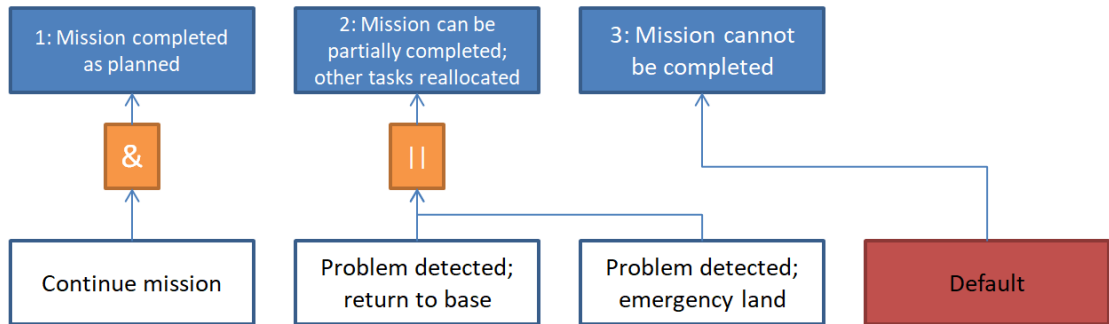 1: Mission completed
as planned
2: Mission can be
partially completed;
other tasks reallocated
3: Mission cannot
be completed
&
||
Continue mission
Problem detected;
return to base
Problem detected;
emergency land
Default